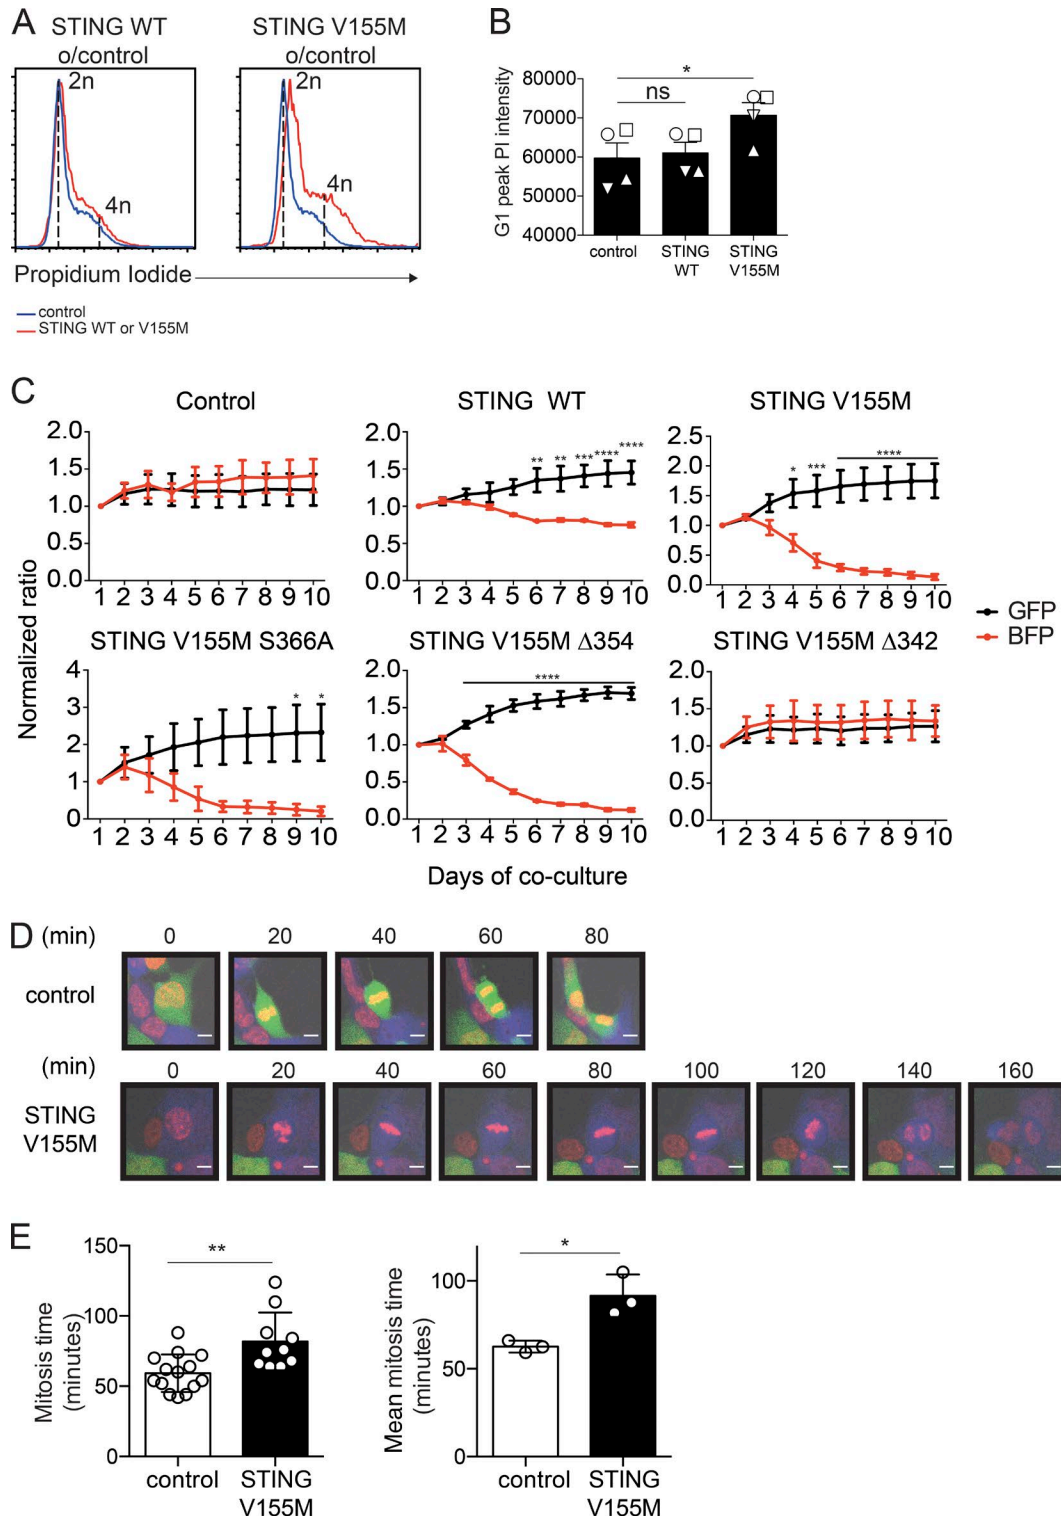 A
STING WT
o/control
STING V155M
o/control
2n
4n
2n
4n
Propidium Iodide
control
STING WT or V155M
B
G1 peak PI intensity
80000
70000
60000
50000
40000
*
ns
control
STING
WT
STING
V155M
C
Normalized ratio
Control
2.0
1.5
1.0
0.5
0.0
1 2 3 4 5 6 7 8 9 10
STING WT
2.0
1.5
1.0
0.5
0.0
** ** *** **** ****
1 2 3 4 5 6 7 8 9 10
STING V155M
2.5
2.0
1.5
1.0
0.5
0.0
* *** ****
1 2 3 4 5 6 7 8 9 10
GFP
BFP
STING V155M S366A
4
3
2
1
0
* *
1 2 3 4 5 6 7 8 9 10
STING V155M Δ354
2.0
1.5
1.0
0.5
0.0
****
1 2 3 4 5 6 7 8 9 10
STING V155M Δ342
2.0
1.5
1.0
0.5
0.0
1 2 3 4 5 6 7 8 9 10
Days of co-culture
D
(min) 0 20 40 60 80
control
(min) 0 20 40 60 80 100 120 140 160
STING
V155M
E
Mitosis time
(minutes)
150
100
50
0
**
control
STING
V155M
Mean mitosis time
(minutes)
100
50
0
*
control
STING
V155M